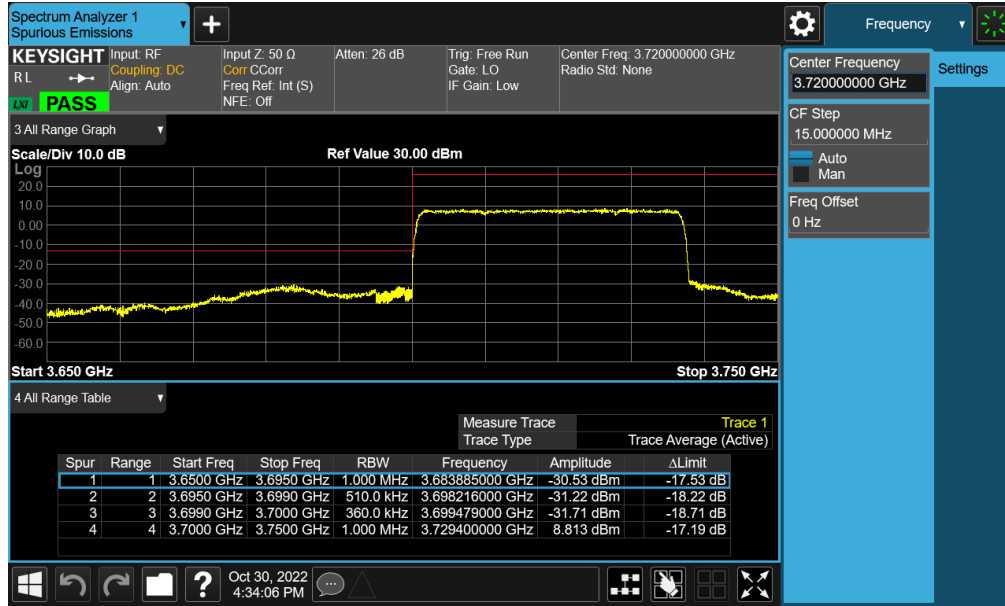 Spectrum Analyzer 1
Spurious Emissions
+
Frequency
KEYSIGHT
R L
LXI
PASS
Input: RF
Coupling: DC
Align: Auto
Input Z: 50 Ω
Corr CCorr
Freq Ref: Int (S)
NFE: Off
Atten: 26 dB
Trig: Free Run
Gate: LO
IF Gain: Low
Center Freq: 3.720000000 GHz
Radio Std: None
Center Frequency
3.720000000 GHz
Settings
CF Step
15.000000 MHz
Auto
Man
Freq Offset
0 Hz
3 All Range Graph
Scale/Div 10.0 dB
Ref Value 30.00 dBm
Log
20.0
10.0
0.00
-10.0
-20.0
-30.0
-40.0
-50.0
-60.0
Start 3.650 GHz
Stop 3.750 GHz
4 All Range Table
Measure Trace Trace 1
Trace Type Trace Average (Active)
Spur Range Start Freq Stop Freq RBW Frequency Amplitude ΔLimit
1 1 3.6500 GHz 3.6950 GHz 1.000 MHz 3.683885000 GHz -30.53 dBm -17.53 dB
2 2 3.6950 GHz 3.6990 GHz 510.0 kHz 3.698216000 GHz -31.22 dBm -18.22 dB
3 3 3.6990 GHz 3.7000 GHz 360.0 kHz 3.699479000 GHz -31.71 dBm -18.71 dB
4 4 3.7000 GHz 3.7500 GHz 1.000 MHz 3.729400000 GHz 8.813 dBm -17.19 dB
?
Oct 30, 2022
4:34:06 PM